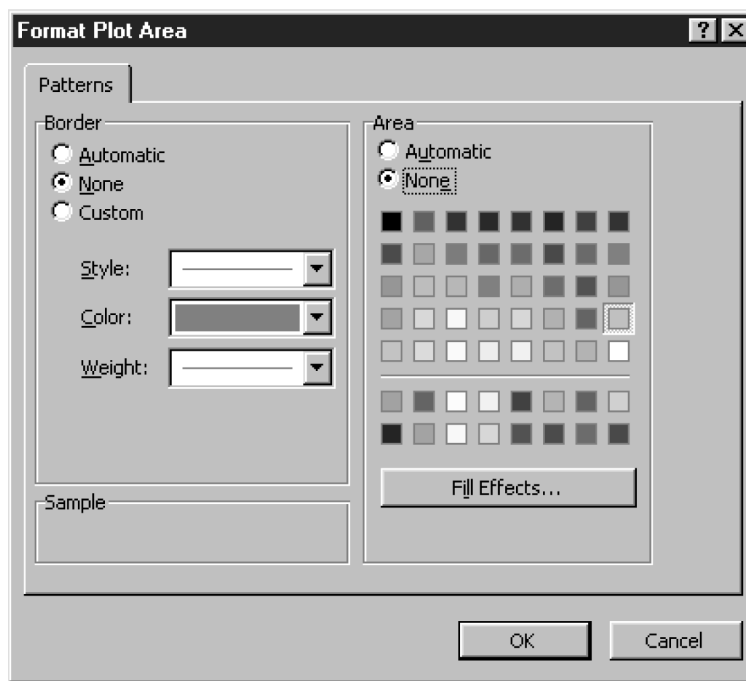 Format Plot Area
Patterns
Border
Automatic
None
Custom
Style:
Color:
Weight:
Sample
Area
Automatic
None
Fill Effects...
OK
Cancel